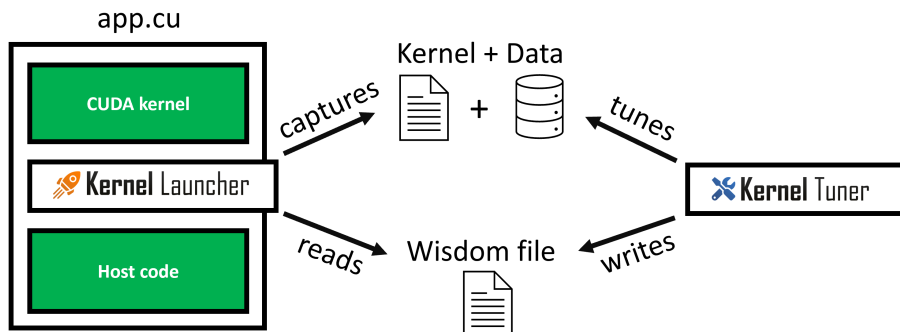 app.cu
CUDA kernel
Kernel Launcher
Host code
captures
reads
Kernel + Data
+
Wisdom file
tunes
writes
Kernel Tuner